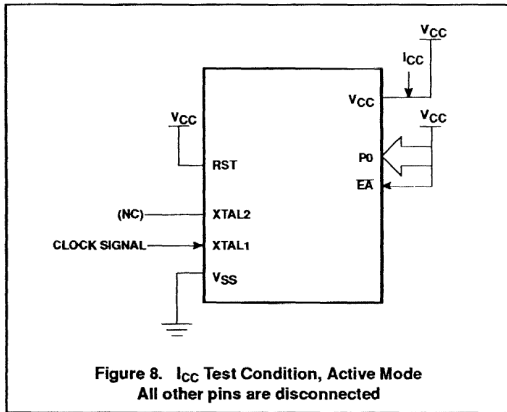 VCC
ICC
VCC
VCC
VCC
P0
RST
EA
(NC)
XTAL2
CLOCK SIGNAL
XTAL1
VSS
Figure 8. ICC Test Condition, Active Mode
All other pins are disconnected